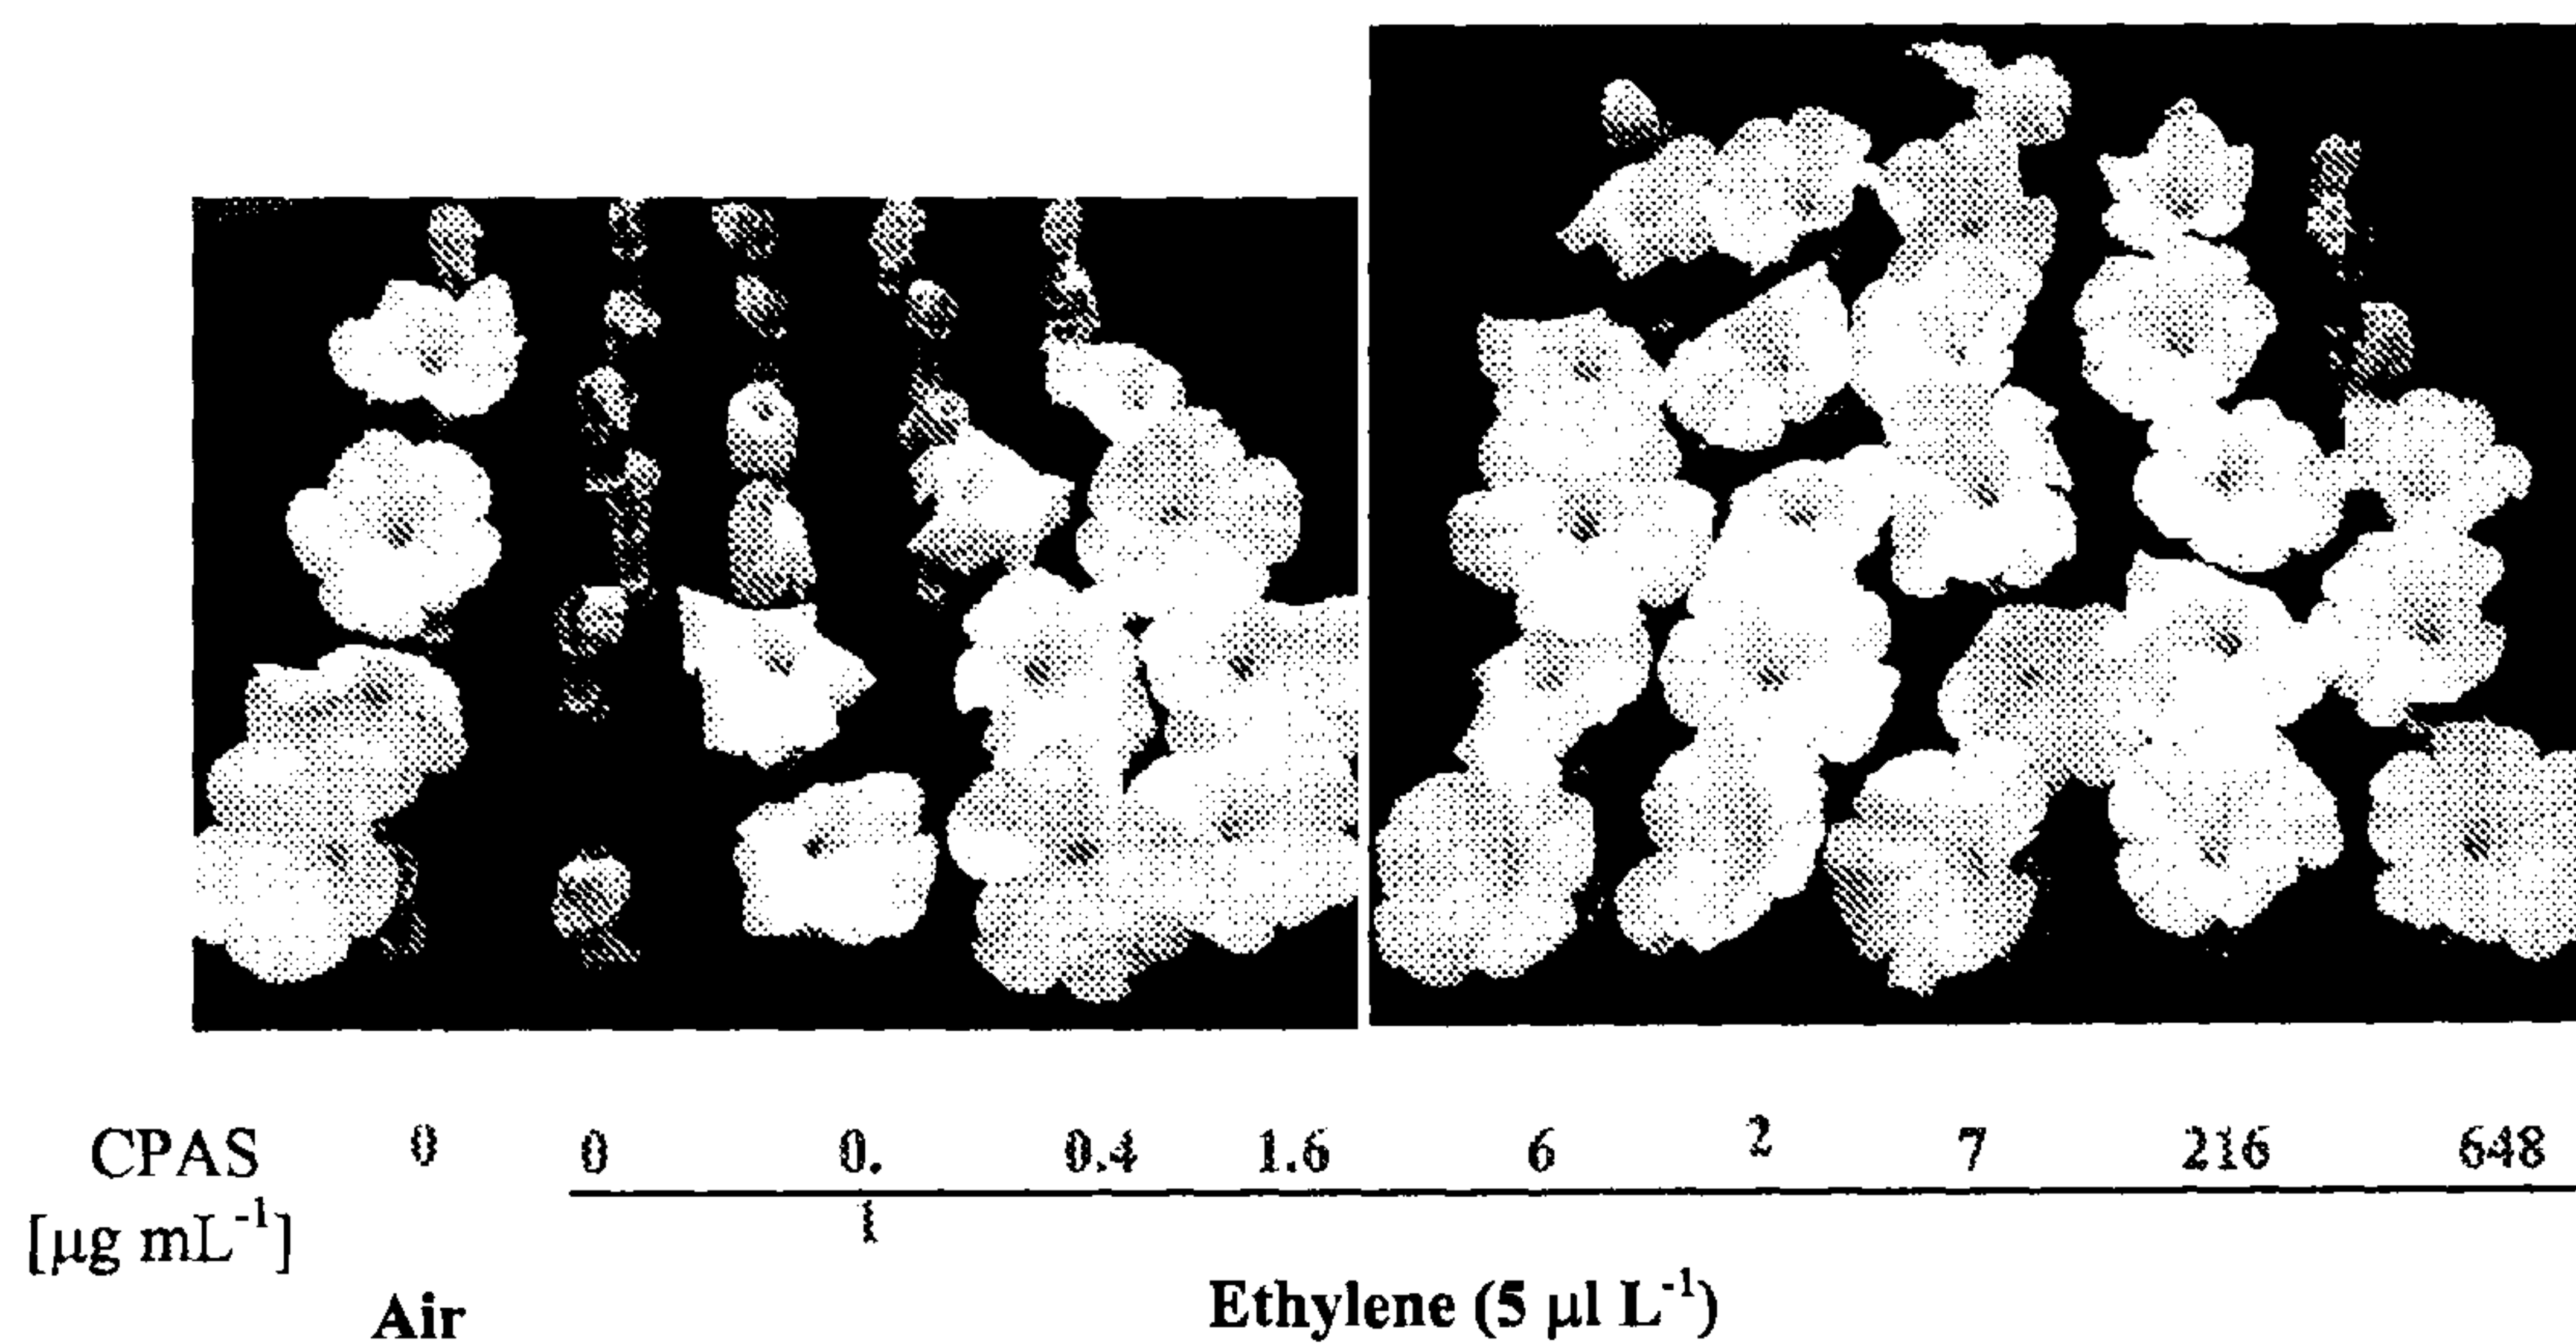 CPAS 0 0 0. 0.4 1.6 6 2 7 216 648
[μg mL⁻¹] 1
Air Ethylene (5 μl L⁻¹)